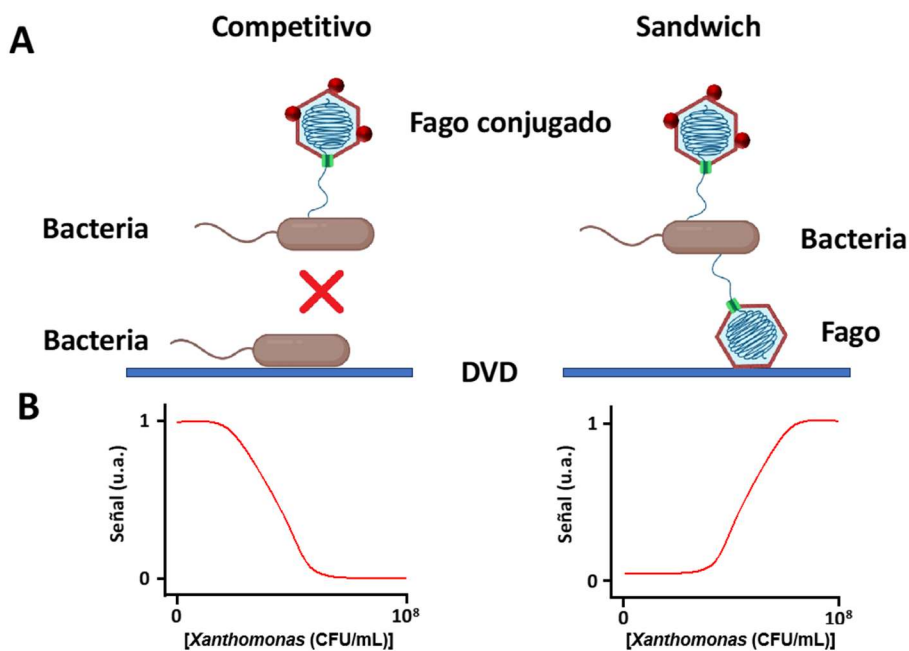 A
Competitivo
Sandwich
Fago conjugado
Bacteria
Bacteria
Bacteria
Fago
DVD
B
1
0
Señal (u.a.)
0
10⁸
[Xanthomonas (CFU/mL)]
1
0
Señal (u.a.)
0
10⁸
[Xanthomonas (CFU/mL)]